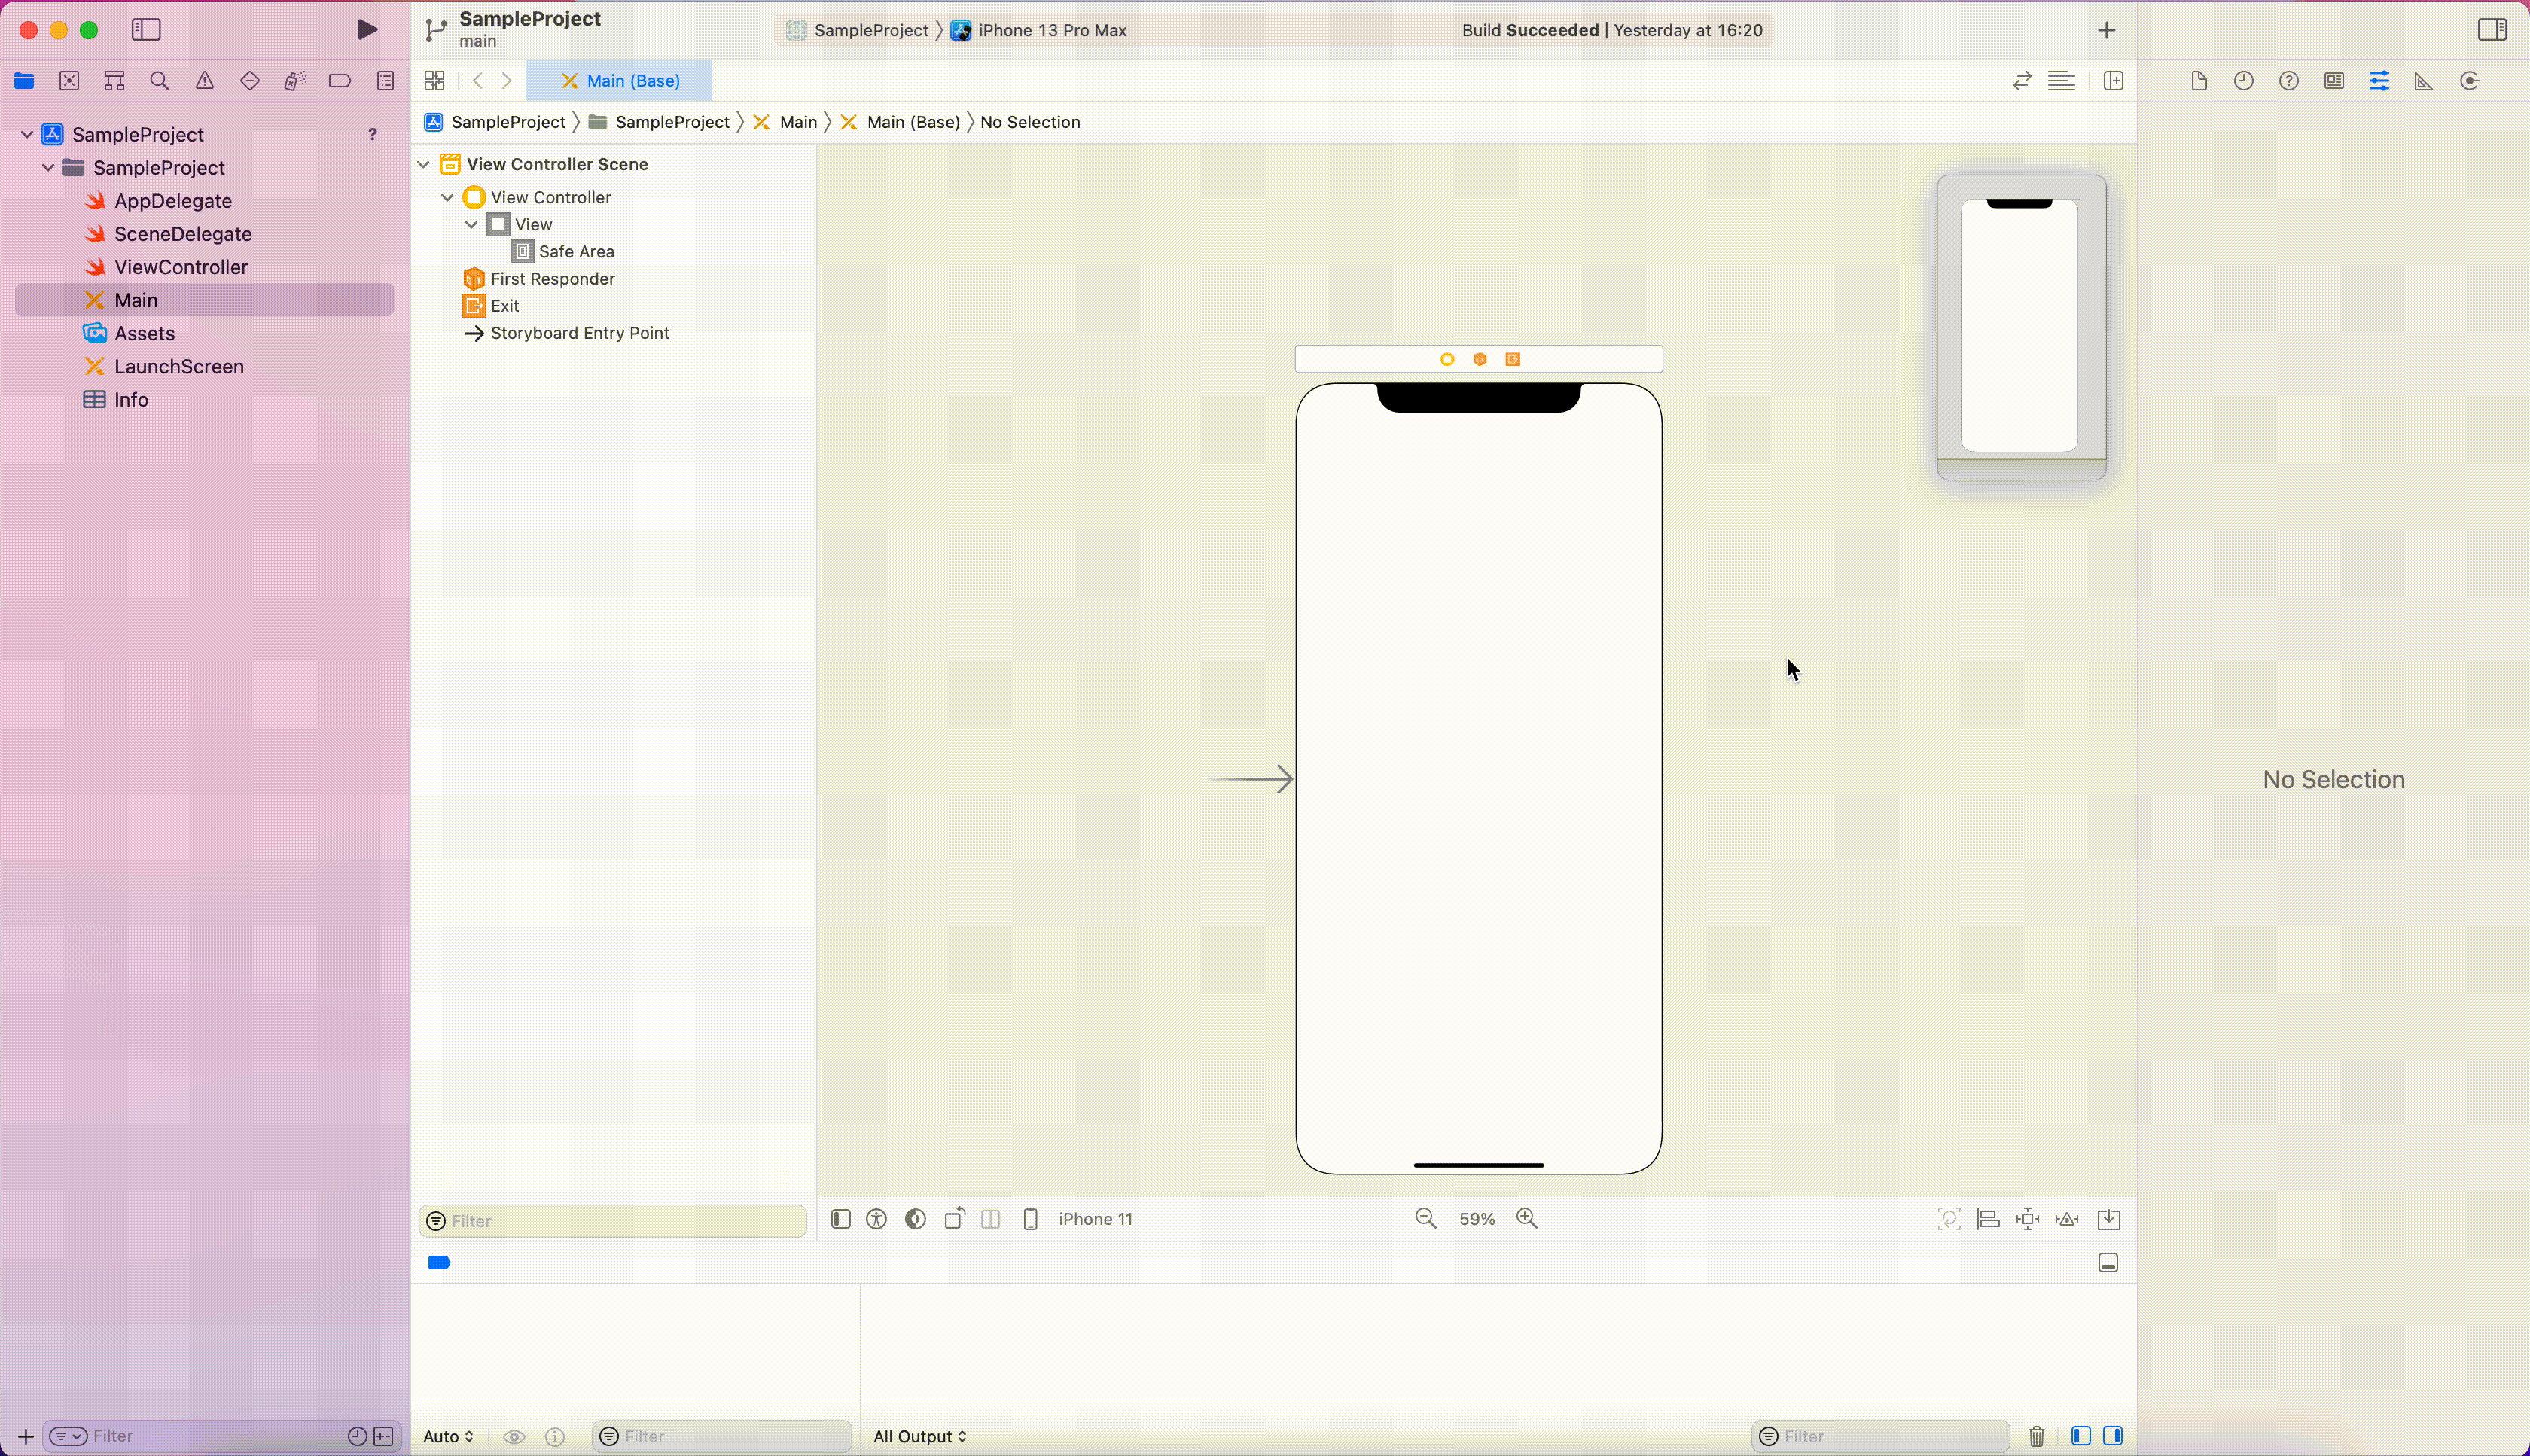 SampleProject
main
SampleProject
iPhone 13 Pro Max
Build Succeeded | Yesterday at 16:20
Main (Base)
SampleProject
SampleProject
Main
Main (Base)
No Selection
SampleProject
?
SampleProject
AppDelegate
SceneDelegate
ViewController
Main
Assets
LaunchScreen
Info
View Controller Scene
View Controller
View
Safe Area
First Responder
Exit
Storyboard Entry Point
No Selection
Filter
iPhone 11
59%
Filter
Auto
Filter
All Output
Filter